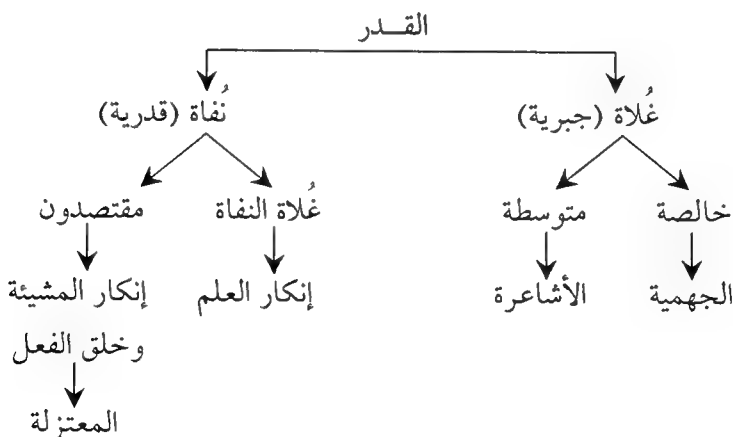 القــدر
غُلاة (جبرية) نُفاة (قدرية)
خالصة متوسطة غُلاة النفاة مقتصدون
الجهمية الأشاعرة إنكار العلم إنكار المشيئة
وخلق الفعل
المعتزلة